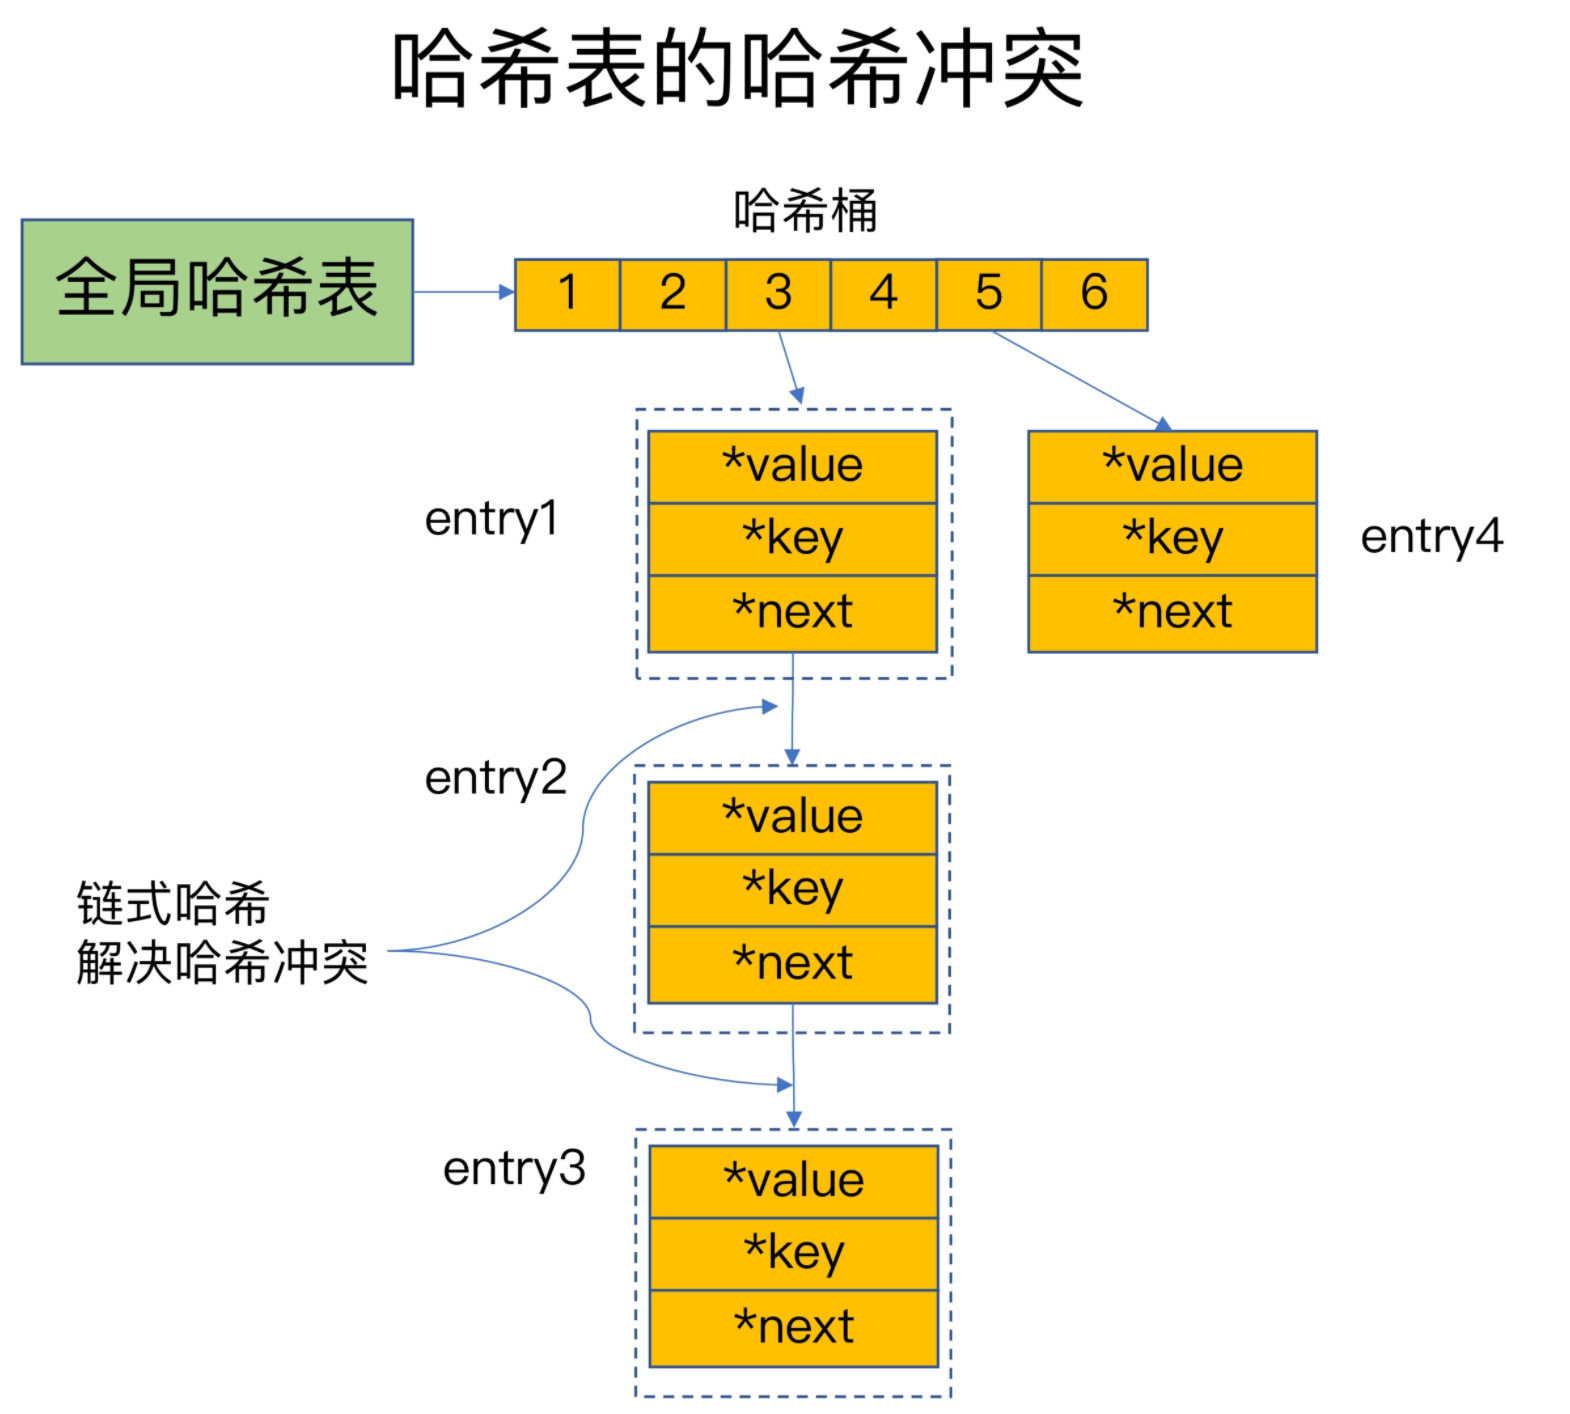 哈希表的哈希冲突
哈希桶
全局哈希表
1 2 3 4 5 6
entry1
*value
*key
*next
*value
*key
*next
entry4
entry2
*value
*key
*next
链式哈希
解决哈希冲突
entry3
*value
*key
*next